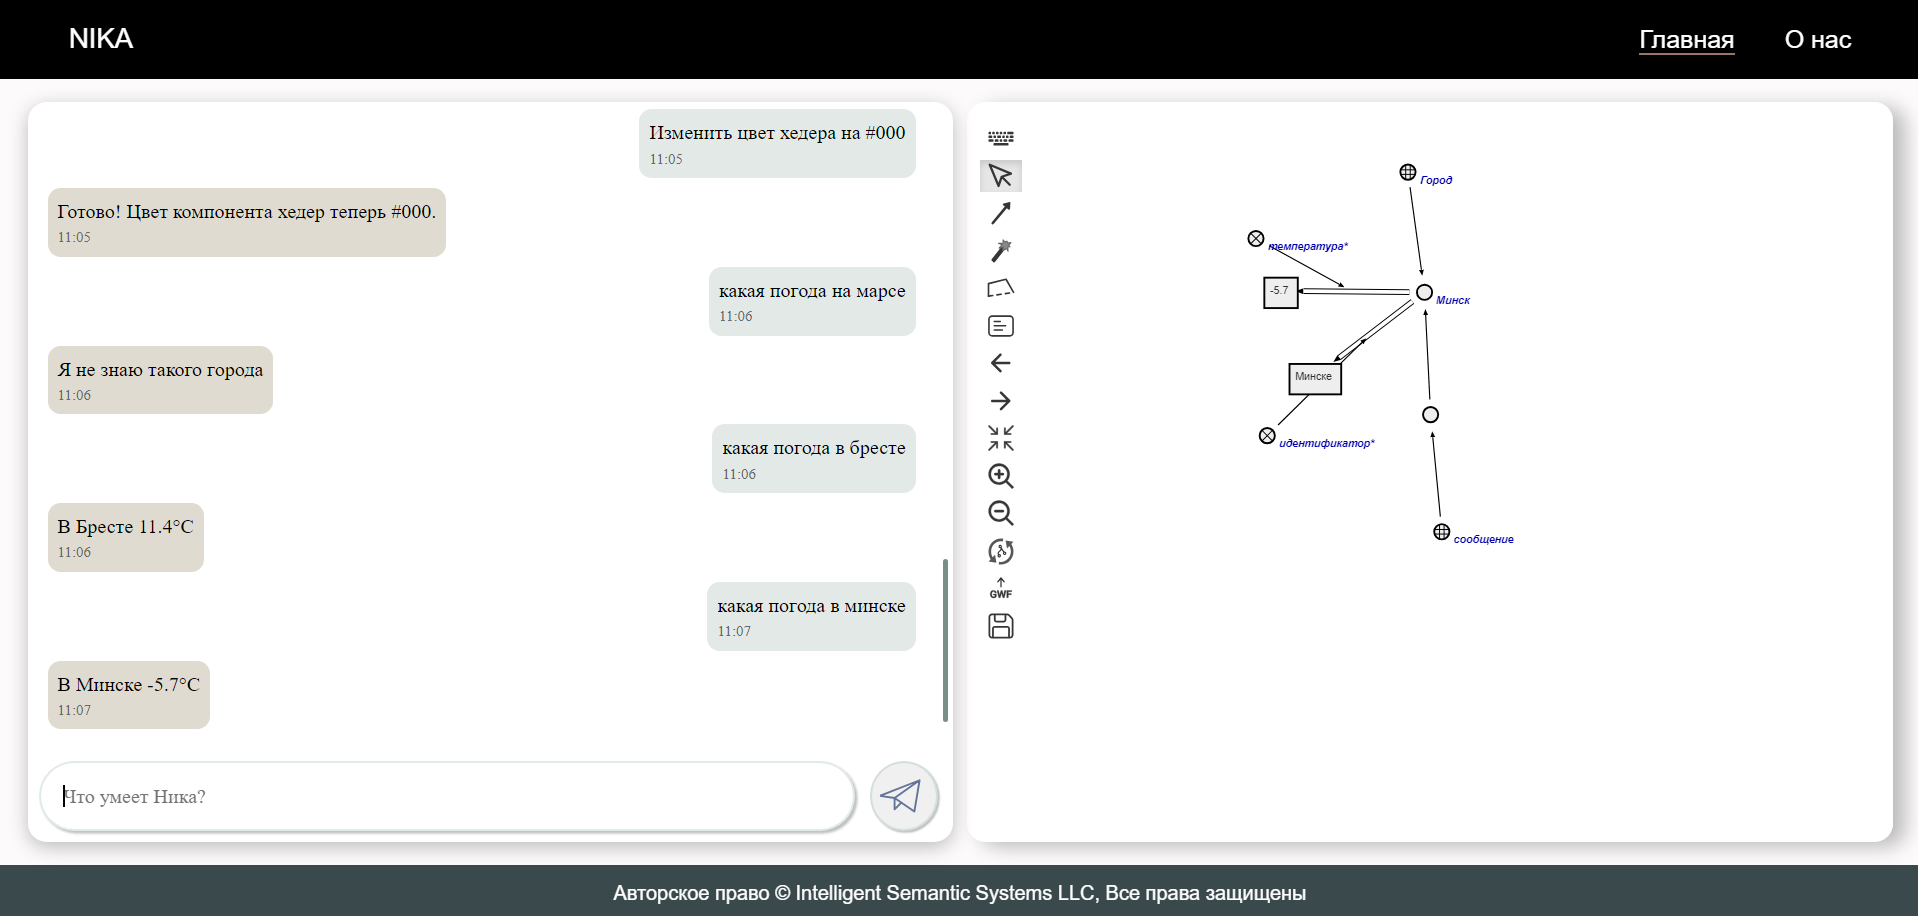 NIKA
Главная
О нас
Изменить цвет хедера на #000
11:05
Готово! Цвет компонента хедер теперь #000.
11:05
какая погода на марсе
11:06
Я не знаю такого города
11:06
какая погода в бресте
11:06
В Бресте 11.4°C
11:06
какая погода в минске
11:07
В Минске -5.7°C
11:07
Что умеет Ника?
GWF
Город
температура*
-5.7
Минск
Минске
идентификатор*
сообщение
Авторское право © Intelligent Semantic Systems LLC, Все права защищены